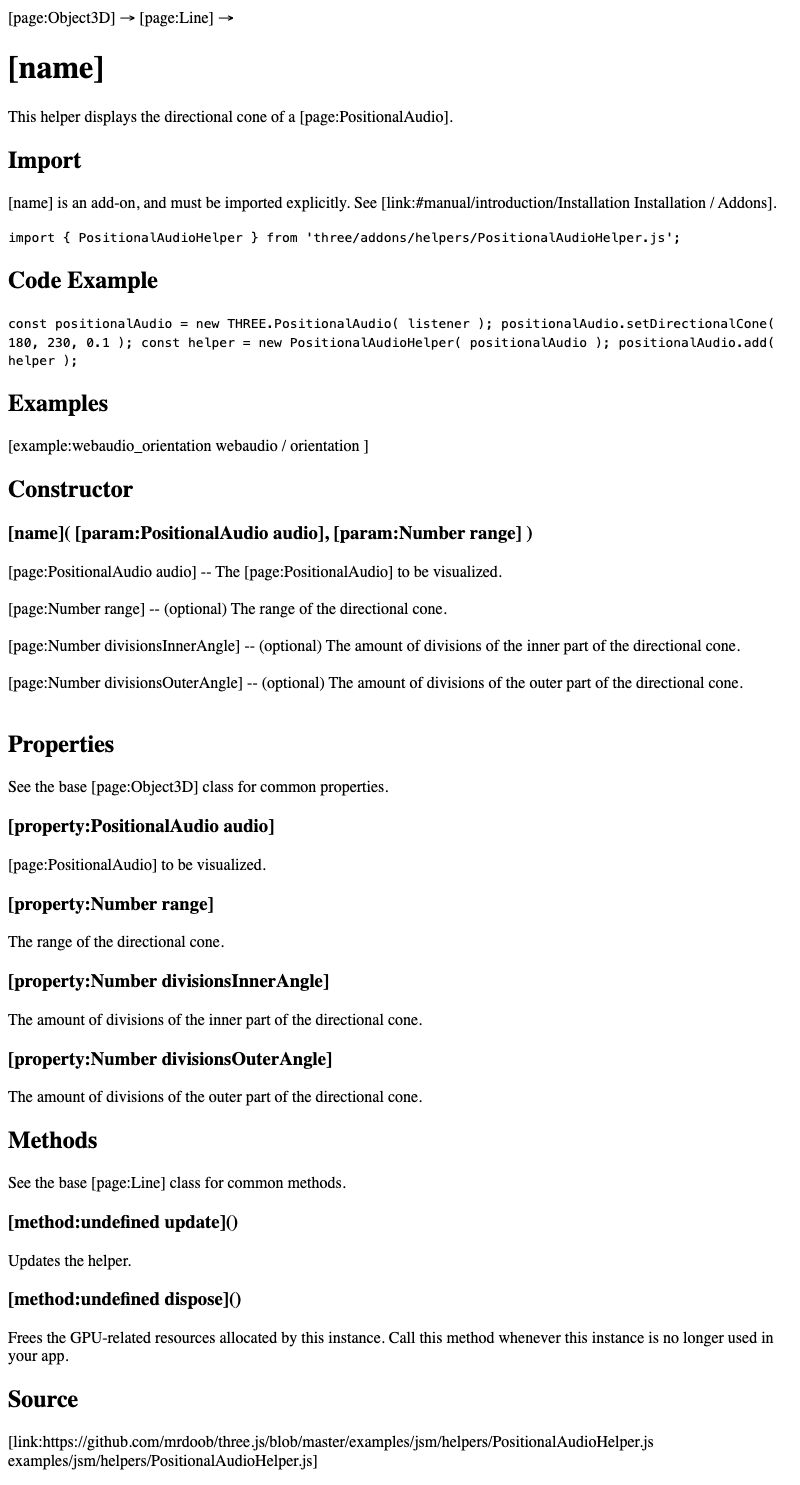 [page:Object3D] → [page:Line] →
[name]
This helper displays the directional cone of a [page:PositionalAudio].
Import
[name] is an add-on, and must be imported explicitly. See [link:#manual/introduction/Installation Installation / Addons].
import { PositionalAudioHelper } from 'three/addons/helpers/PositionalAudioHelper.js';
Code Example
const positionalAudio = new THREE.PositionalAudio( listener ); positionalAudio.setDirectionalCone(
180, 230, 0.1 ); const helper = new PositionalAudioHelper( positionalAudio ); positionalAudio.add(
helper );
Examples
[example:webaudio_orientation webaudio / orientation ]
Constructor
[name]( [param:PositionalAudio audio], [param:Number range] )
[page:PositionalAudio audio] -- The [page:PositionalAudio] to be visualized.
[page:Number range] -- (optional) The range of the directional cone.
[page:Number divisionsInnerAngle] -- (optional) The amount of divisions of the inner part of the directional cone.
[page:Number divisionsOuterAngle] -- (optional) The amount of divisions of the outer part of the directional cone.
Properties
See the base [page:Object3D] class for common properties.
[property:PositionalAudio audio]
[page:PositionalAudio] to be visualized.
[property:Number range]
The range of the directional cone.
[property:Number divisionsInnerAngle]
The amount of divisions of the inner part of the directional cone.
[property:Number divisionsOuterAngle]
The amount of divisions of the outer part of the directional cone.
Methods
See the base [page:Line] class for common methods.
[method:undefined update]()
Updates the helper.
[method:undefined dispose]()
Frees the GPU-related resources allocated by this instance. Call this method whenever this instance is no longer used in
your app.
Source
[link:https://github.com/mrdoob/three.js/blob/master/examples/jsm/helpers/PositionalAudioHelper.js
examples/jsm/helpers/PositionalAudioHelper.js]